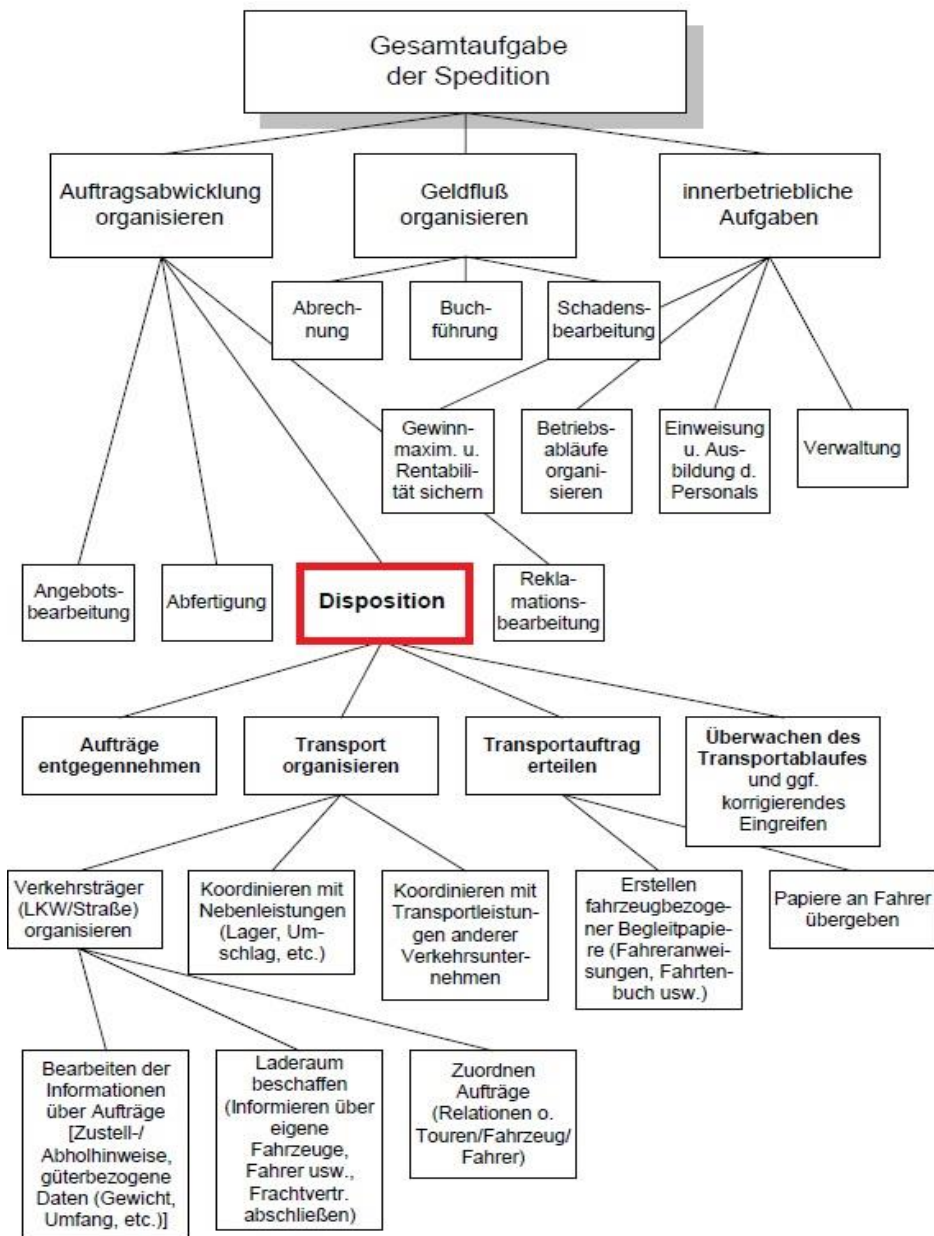 Gesamtaufgabe
der Spedition
Auftragsabwicklung
organisieren
Geldfluß
organisieren
innerbetriebliche
Aufgaben
Abrech-
nung
Buch-
führung
Schadens-
bearbeitung
Gewinn-
maxim. u.
Rentabili-
tät sichern
Betriebs-
abläufe
organi-
sieren
Einweisung
u. Aus-
bildung d.
Personals
Verwaltung
Angebots-
bearbeitung
Abfertigung
Disposition
Rekla-
mations-
bearbeitung
Aufträge
entgegennehmen
Transport
organisieren
Transportauftrag
erteilen
Überwachen des
Transportablaufes
und ggf.
korrigierendes
Eingreifen
Verkehrsträger
(LKW/Straße)
organisieren
Koordinieren mit
Nebenleistungen
(Lager, Um-
schlag, etc.)
Koordinieren mit
Transportleistun-
gen anderer
Verkehrsunter-
nehmen
Erstellen
fahrzeugbezoge-
ner Begleitpapie-
re (Fahreranwei-
sungen, Fahrten-
buch usw.)
Papiere an Fahrer
übergeben
Bearbeiten der
Informationen
über Aufträge
[Zustell-/
Abholhinweise,
güterbezogene
Daten (Gewicht,
Umfang, etc.)]
Laderaum
beschaffen
(Informieren über
eigene
Fahrzeuge,
Fahrer usw.,
Frachtvertr.
abschließen)
Zuordnen
Aufträge
(Relationen o.
Touren/Fahrzeug/
Fahrer)